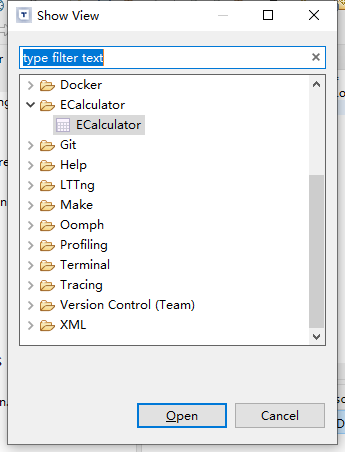 Show View
type filter text
Docker
ECalculator
ECalculator
Git
Help
LTTng
Make
Oomph
Profiling
Terminal
Tracing
Version Control (Team)
XML
Open
Cancel